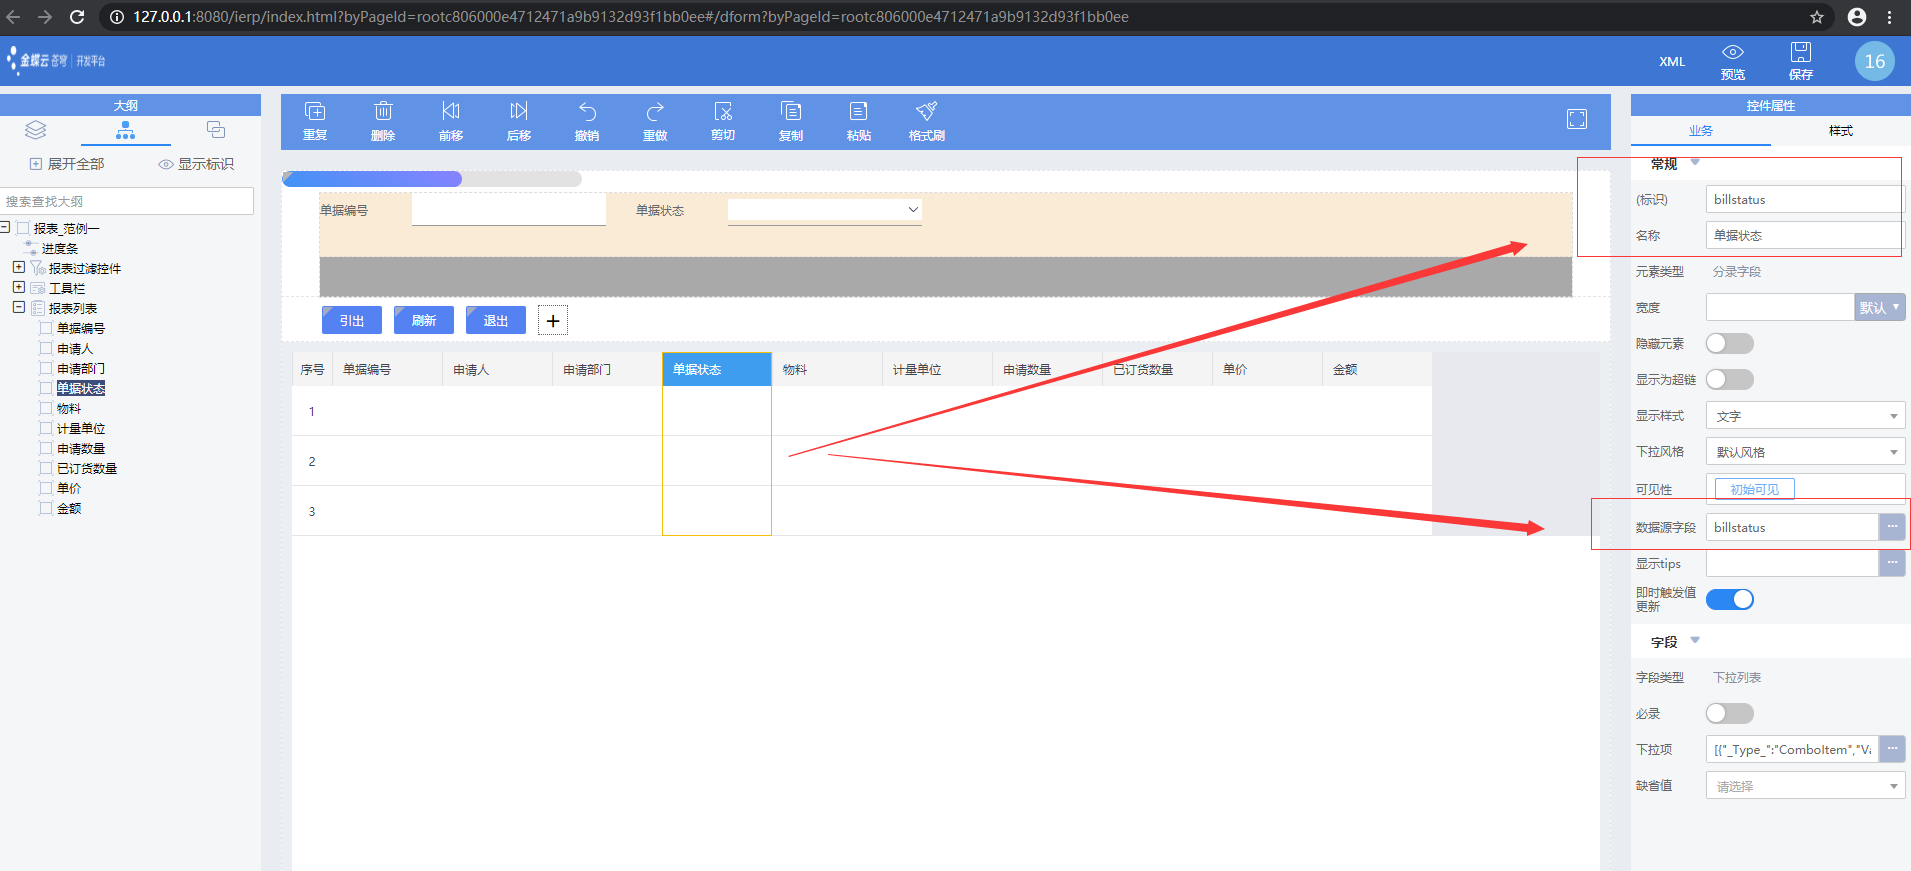 127.0.0.1:8080/ierp/index.html?byPageId=rootc806000e4712471a9b9132d93f1bb0ee#/dform?byPageId=rootc806000e4712471a9b9132d93f1bb0ee
金蝶云 苍穹 | 开发平台
XML
预览
保存
16
大纲
展开全部
显示标识
搜索查找大纲
报表_范例一
进度条
报表过滤控件
工具栏
报表列表
单据编号
申请人
申请部门
单据状态
物料
计量单位
申请数量
已订货数量
单价
金额
重复
删除
前移
后移
撤销
重做
剪切
复制
粘贴
格式刷
单据编号
单据状态
引出
刷新
退出
+
序号 单据编号 申请人 申请部门 单据状态 物料 计量单位 申请数量 已订货数量 单价 金额
1
2
3
控件属性
业务
样式
常规
(标识) billstatus
名称 单据状态
元素类型 分录字段
宽度 默认
隐藏元素
显示为超链
显示样式 文字
下拉风格 默认风格
可见性 初始可见
数据源字段 billstatus ...
显示tips ...
即时触发值
更新
字段
字段类型 下拉列表
必录
下拉项 [{"_Type_":"ComboItem","Va ...
缺省值 请选择